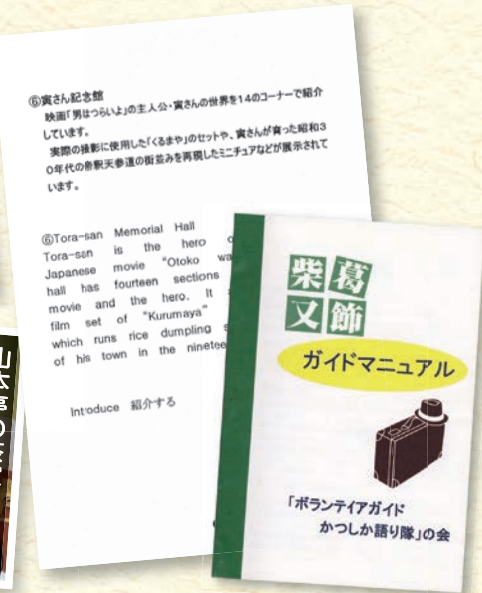 ⑥寅さん記念館
映画「男はつらいよ」の主人公・寅さんの世界を14のコーナーで紹介
しています。
実際の撮影に使用した「くるまや」のセットや、寅さんが育った昭和3
0年代の帝釈天参道の街並みを再現したミニチュアなどが展示されて
います。
⑥Tora-san Memorial Hall
Tora-san is the hero
Japanese movie "Otoko wa
hall has fourteen sections
movie and the hero. It
film set of "Kurumaya"
which runs rice dumpling
of his town in the ninetee
Introduce 紹介する
葛飾
柴又
ガイドマニュアル
「ボランテイアガイド
かつしか語り隊」の会